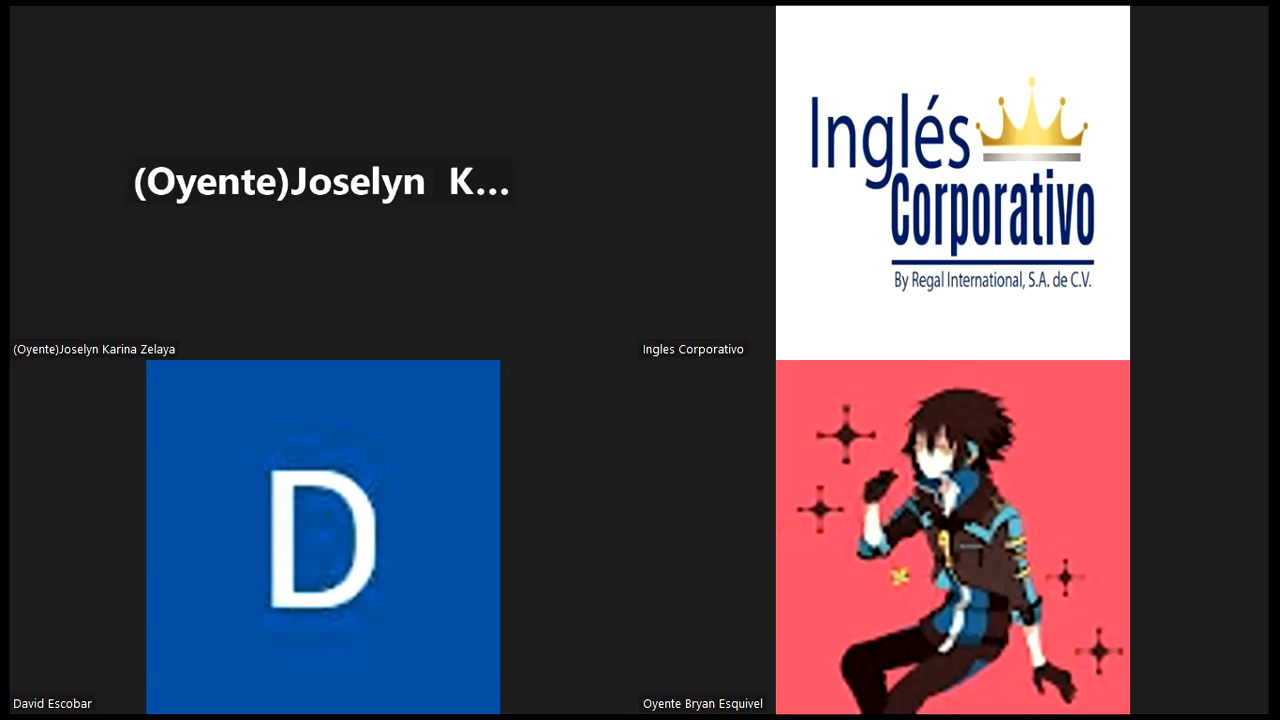 (Oyente)Joselyn K...
(Oyente)Joselyn Karina Zelaya
Inglés
Corporativo
By Regal International, S.A. de C.V.
Ingles Corporativo
D
David Escobar
Oyente Bryan Esquivel